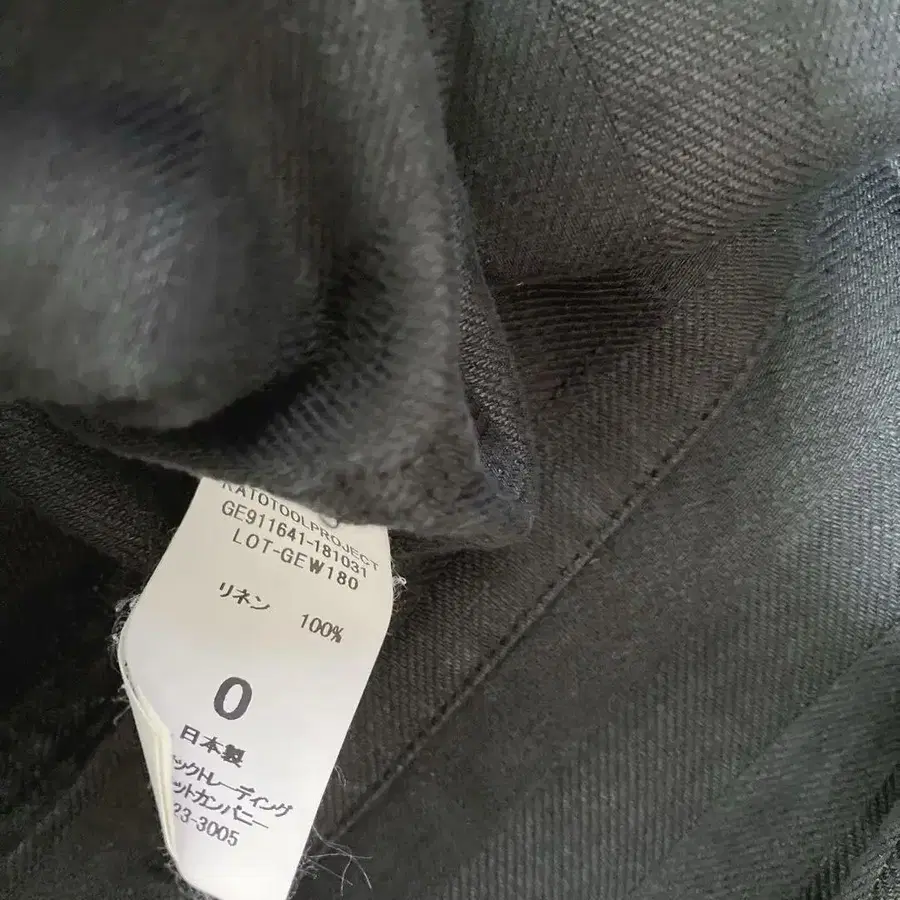 KATOTOOLPROJECT
GE911641-181031
LOT-GEW180
リネン 100%
0
日本製
ックトレーディング
ットカンパニー
23-3005